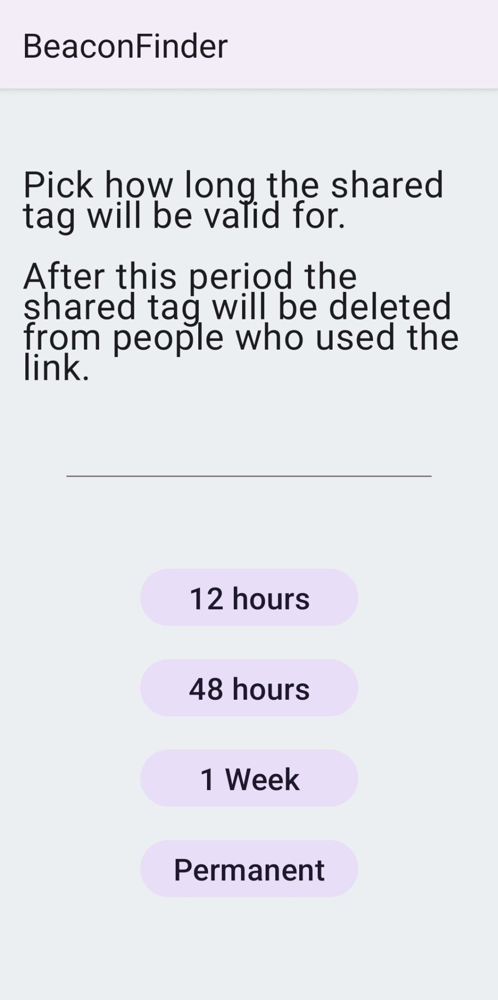 BeaconFinder
Pick how long the shared
tag will be valid for.
After this period the
shared tag will be deleted
from people who used the
link.
12 hours
48 hours
1 Week
Permanent